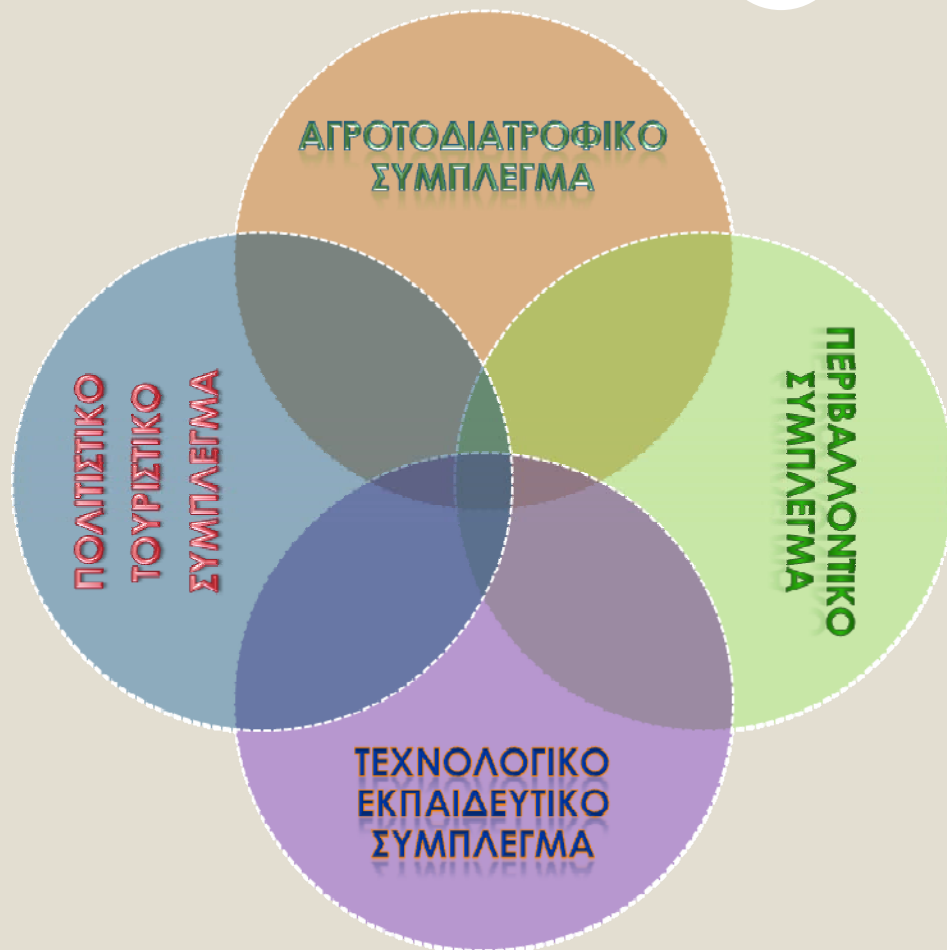 ΑΓΡΟΤΟΔΙΑΤΡΟΦΙΚΟ
ΣΥΜΠΛΕΓΜΑ
ΠΟΛΙΤΙΣΤΙΚΟ
ΤΟΥΡΙΣΤΙΚΟ
ΣΥΜΠΛΕΓΜΑ
ΠΕΡΙΒΑΛΛΟΝΤΙΚΟ
ΣΥΜΠΛΕΓΜΑ
ΤΕΧΝΟΛΟΓΙΚΟ
ΕΚΠΑΙΔΕΥΤΙΚΟ
ΣΥΜΠΛΕΓΜΑ